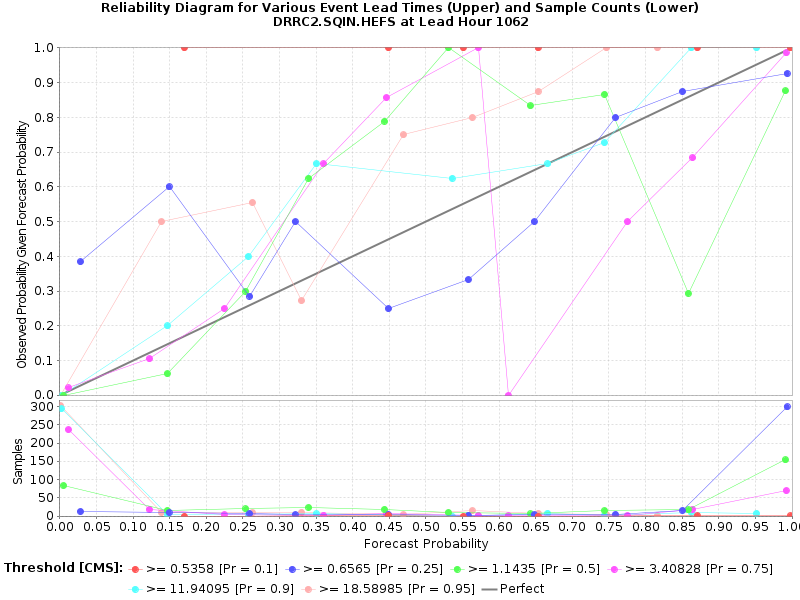 Reliability Diagram for Various Event Lead Times (Upper) and Sample Counts (Lower)
DRRC2.SQIN.HEFS at Lead Hour 1062
Observed Probability Given Forecast Probability
1.0
0.9
0.8
0.7
0.6
0.5
0.4
0.3
0.2
0.1
0.0
Samples
300
250
200
150
100
50
0
0.00 0.05 0.10 0.15 0.20 0.25 0.30 0.35 0.40 0.45 0.50 0.55 0.60 0.65 0.70 0.75 0.80 0.85 0.90 0.95 1.00
Forecast Probability
Threshold [CMS]: >= 0.5358 [Pr = 0.1] >= 0.6565 [Pr = 0.25] >= 1.1435 [Pr = 0.5] >= 3.40828 [Pr = 0.75]
>= 11.94095 [Pr = 0.9] >= 18.58985 [Pr = 0.95] Perfect